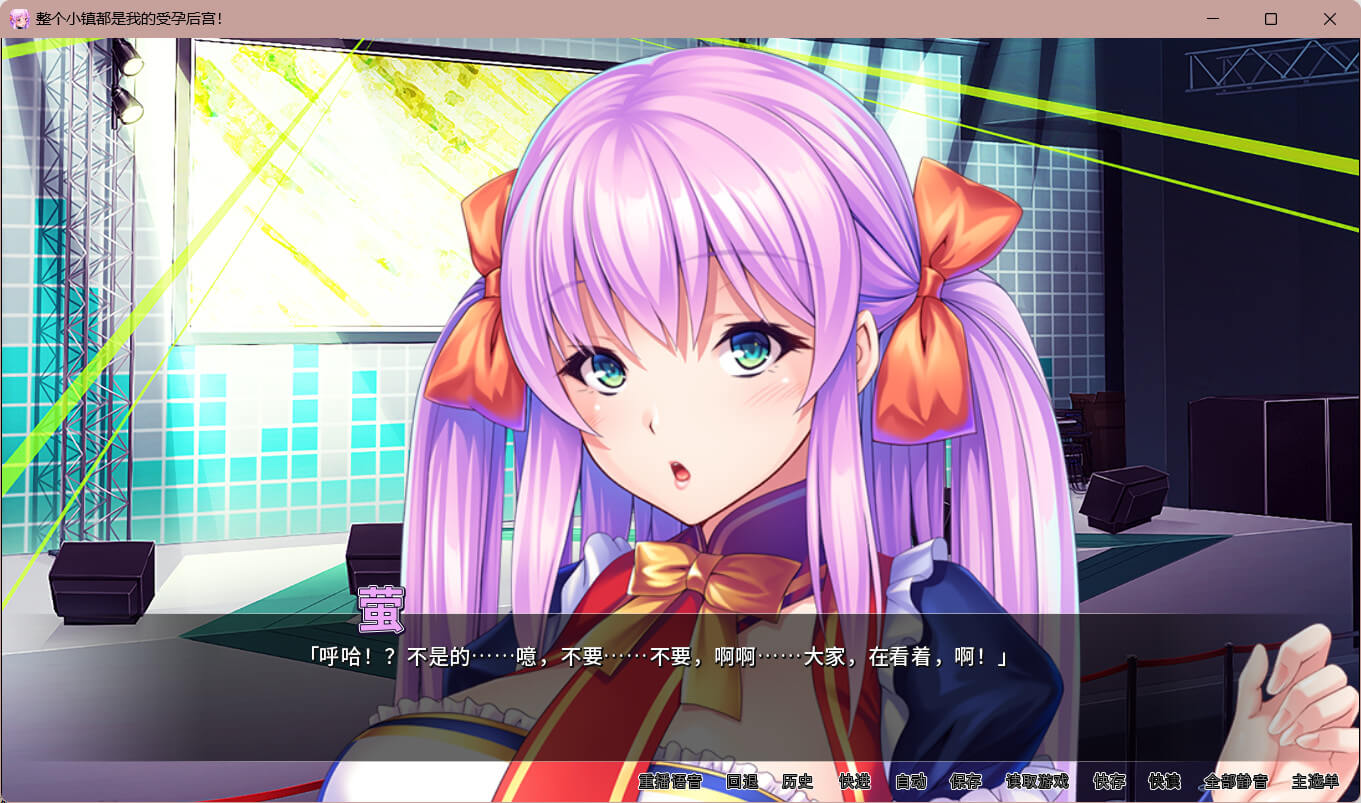 整个小镇都是我的受孕后宫！
萤
「呼哈！？不是的……噫，不要……不要，啊啊……大家，在看着，啊！」
重播语音 回退 历史 快进 自动 保存 读取游戏 快存 快读 全部静音 主选单